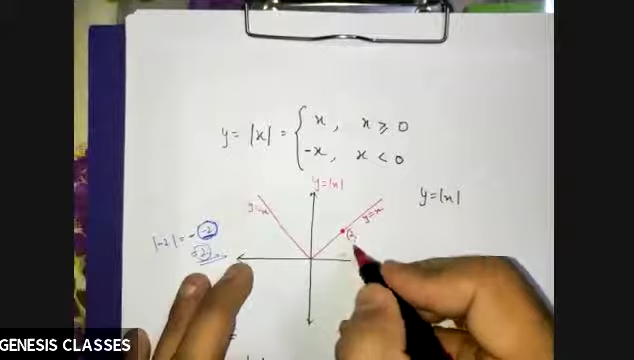 y = |x| = { x, x ≥ 0
-x, x < 0
y=|x|
y=|x|
y=x
|-2| = -
-2
(2,
GENESIS CLASSES